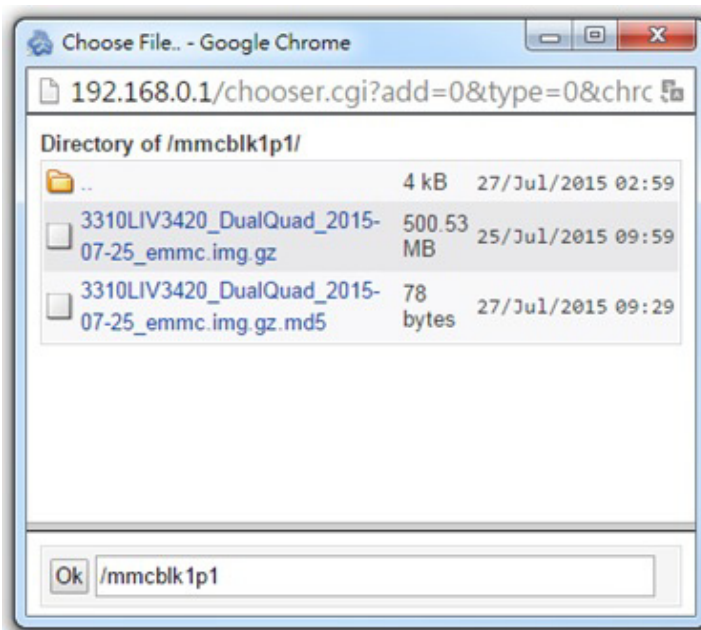 Choose File.. - Google Chrome
192.168.0.1/chooser.cgi?add=0&type=0&chrc
Directory of /mmcblk1p1/
.. 4 kB 27/Jul/2015 02:59
3310LIV3420_DualQuad_2015- 500.53 25/Jul/2015 09:59
07-25_emmc.img.gz MB
3310LIV3420_DualQuad_2015- 78 27/Jul/2015 09:29
07-25_emmc.img.gz.md5 bytes
Ok /mmcblk1p1